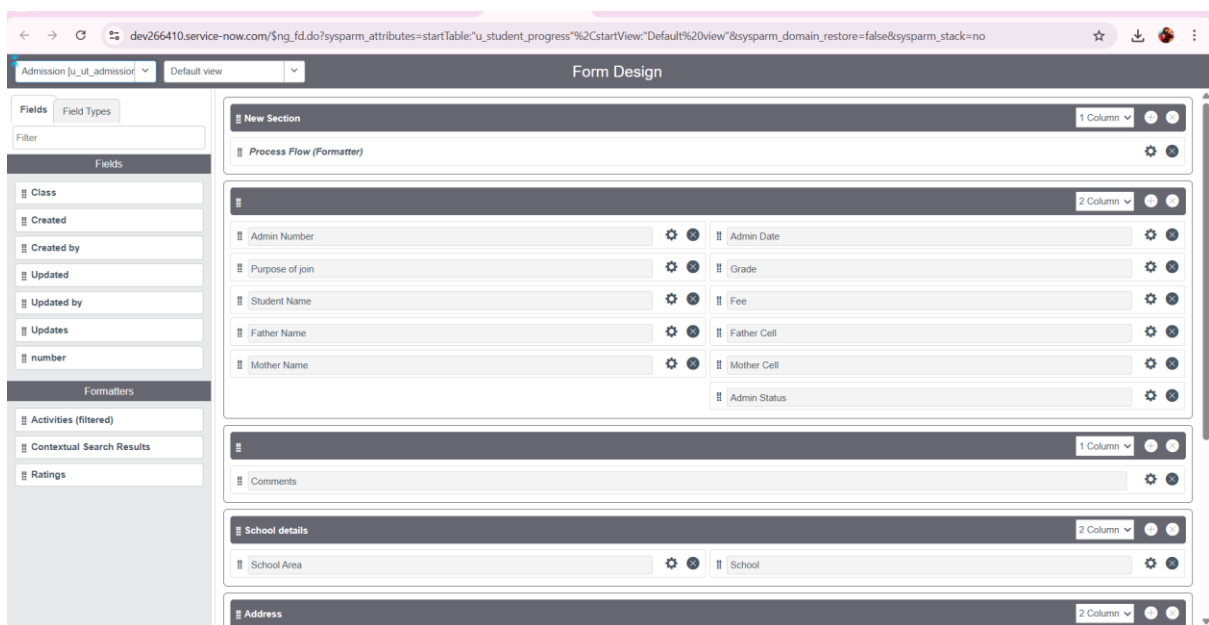 dev266410.service-now.com/$ng_fd.do?sysparm_attributes=startTable:"u_student_progress"%2CstartView:"Default%20view"&sysparm_domain_restore=false&sysparm_stack=no
Admission [u_ut_admission
Default view
Form Design
Fields
Field Types
Filter
Fields
Class
Created
Created by
Updated
Updated by
Updates
number
Formatters
Activities (filtered)
Contextual Search Results
Ratings
New Section
1 Column
Process Flow (Formatter)
2 Column
Admin Number
Admin Date
Purpose of join
Grade
Student Name
Fee
Father Name
Father Cell
Mother Name
Mother Cell
Admin Status
1 Column
Comments
School details
2 Column
School Area
School
Address
2 Column